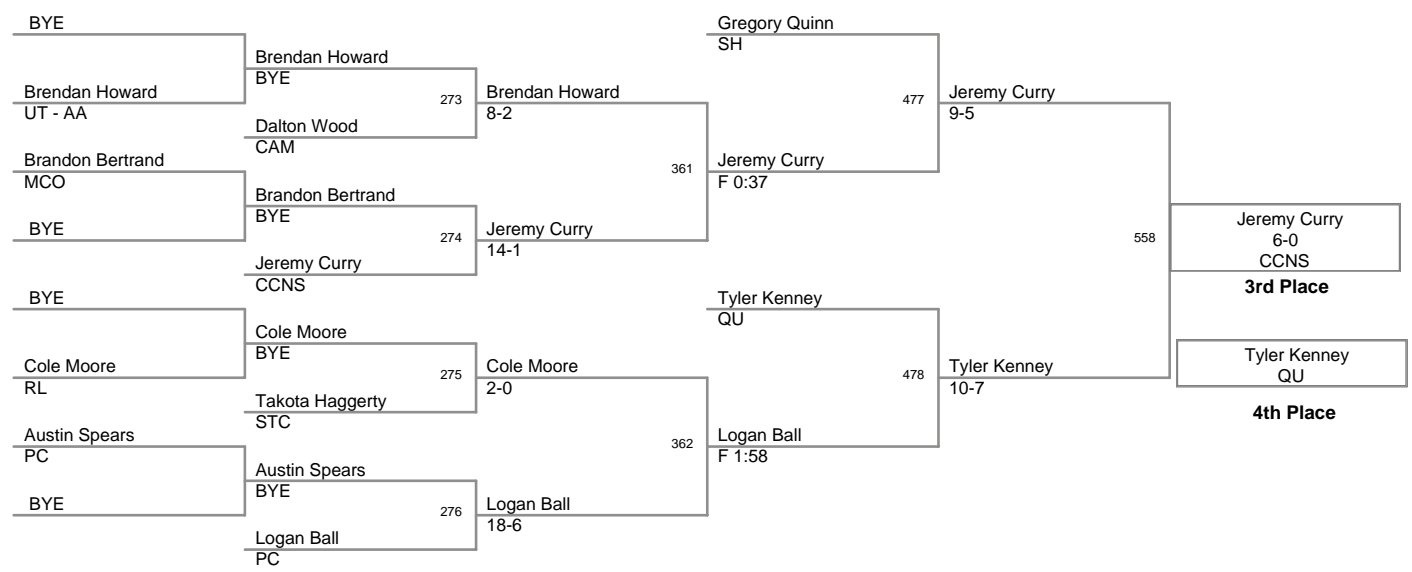 BYE
Brendan Howard
UT - AA
Brandon Bertrand
MCO
BYE
BYE
Cole Moore
RL
Austin Spears
PC
BYE
Brendan Howard
BYE
Dalton Wood
CAM
Brandon Bertrand
BYE
Jeremy Curry
CCNS
Cole Moore
BYE
Takota Haggerty
STC
Austin Spears
BYE
Logan Ball
PC
273
274
275
276
Brendan Howard
8-2
Jeremy Curry
14-1
Cole Moore
2-0
Logan Ball
18-6
361
362
Gregory Quinn
SH
Jeremy Curry
F 0:37
Tyler Kenney
QU
Logan Ball
F 1:58
477
478
Jeremy Curry
9-5
Tyler Kenney
10-7
558
Jeremy Curry
6-0
CCNS
3rd Place
Tyler Kenney
QU
4th Place